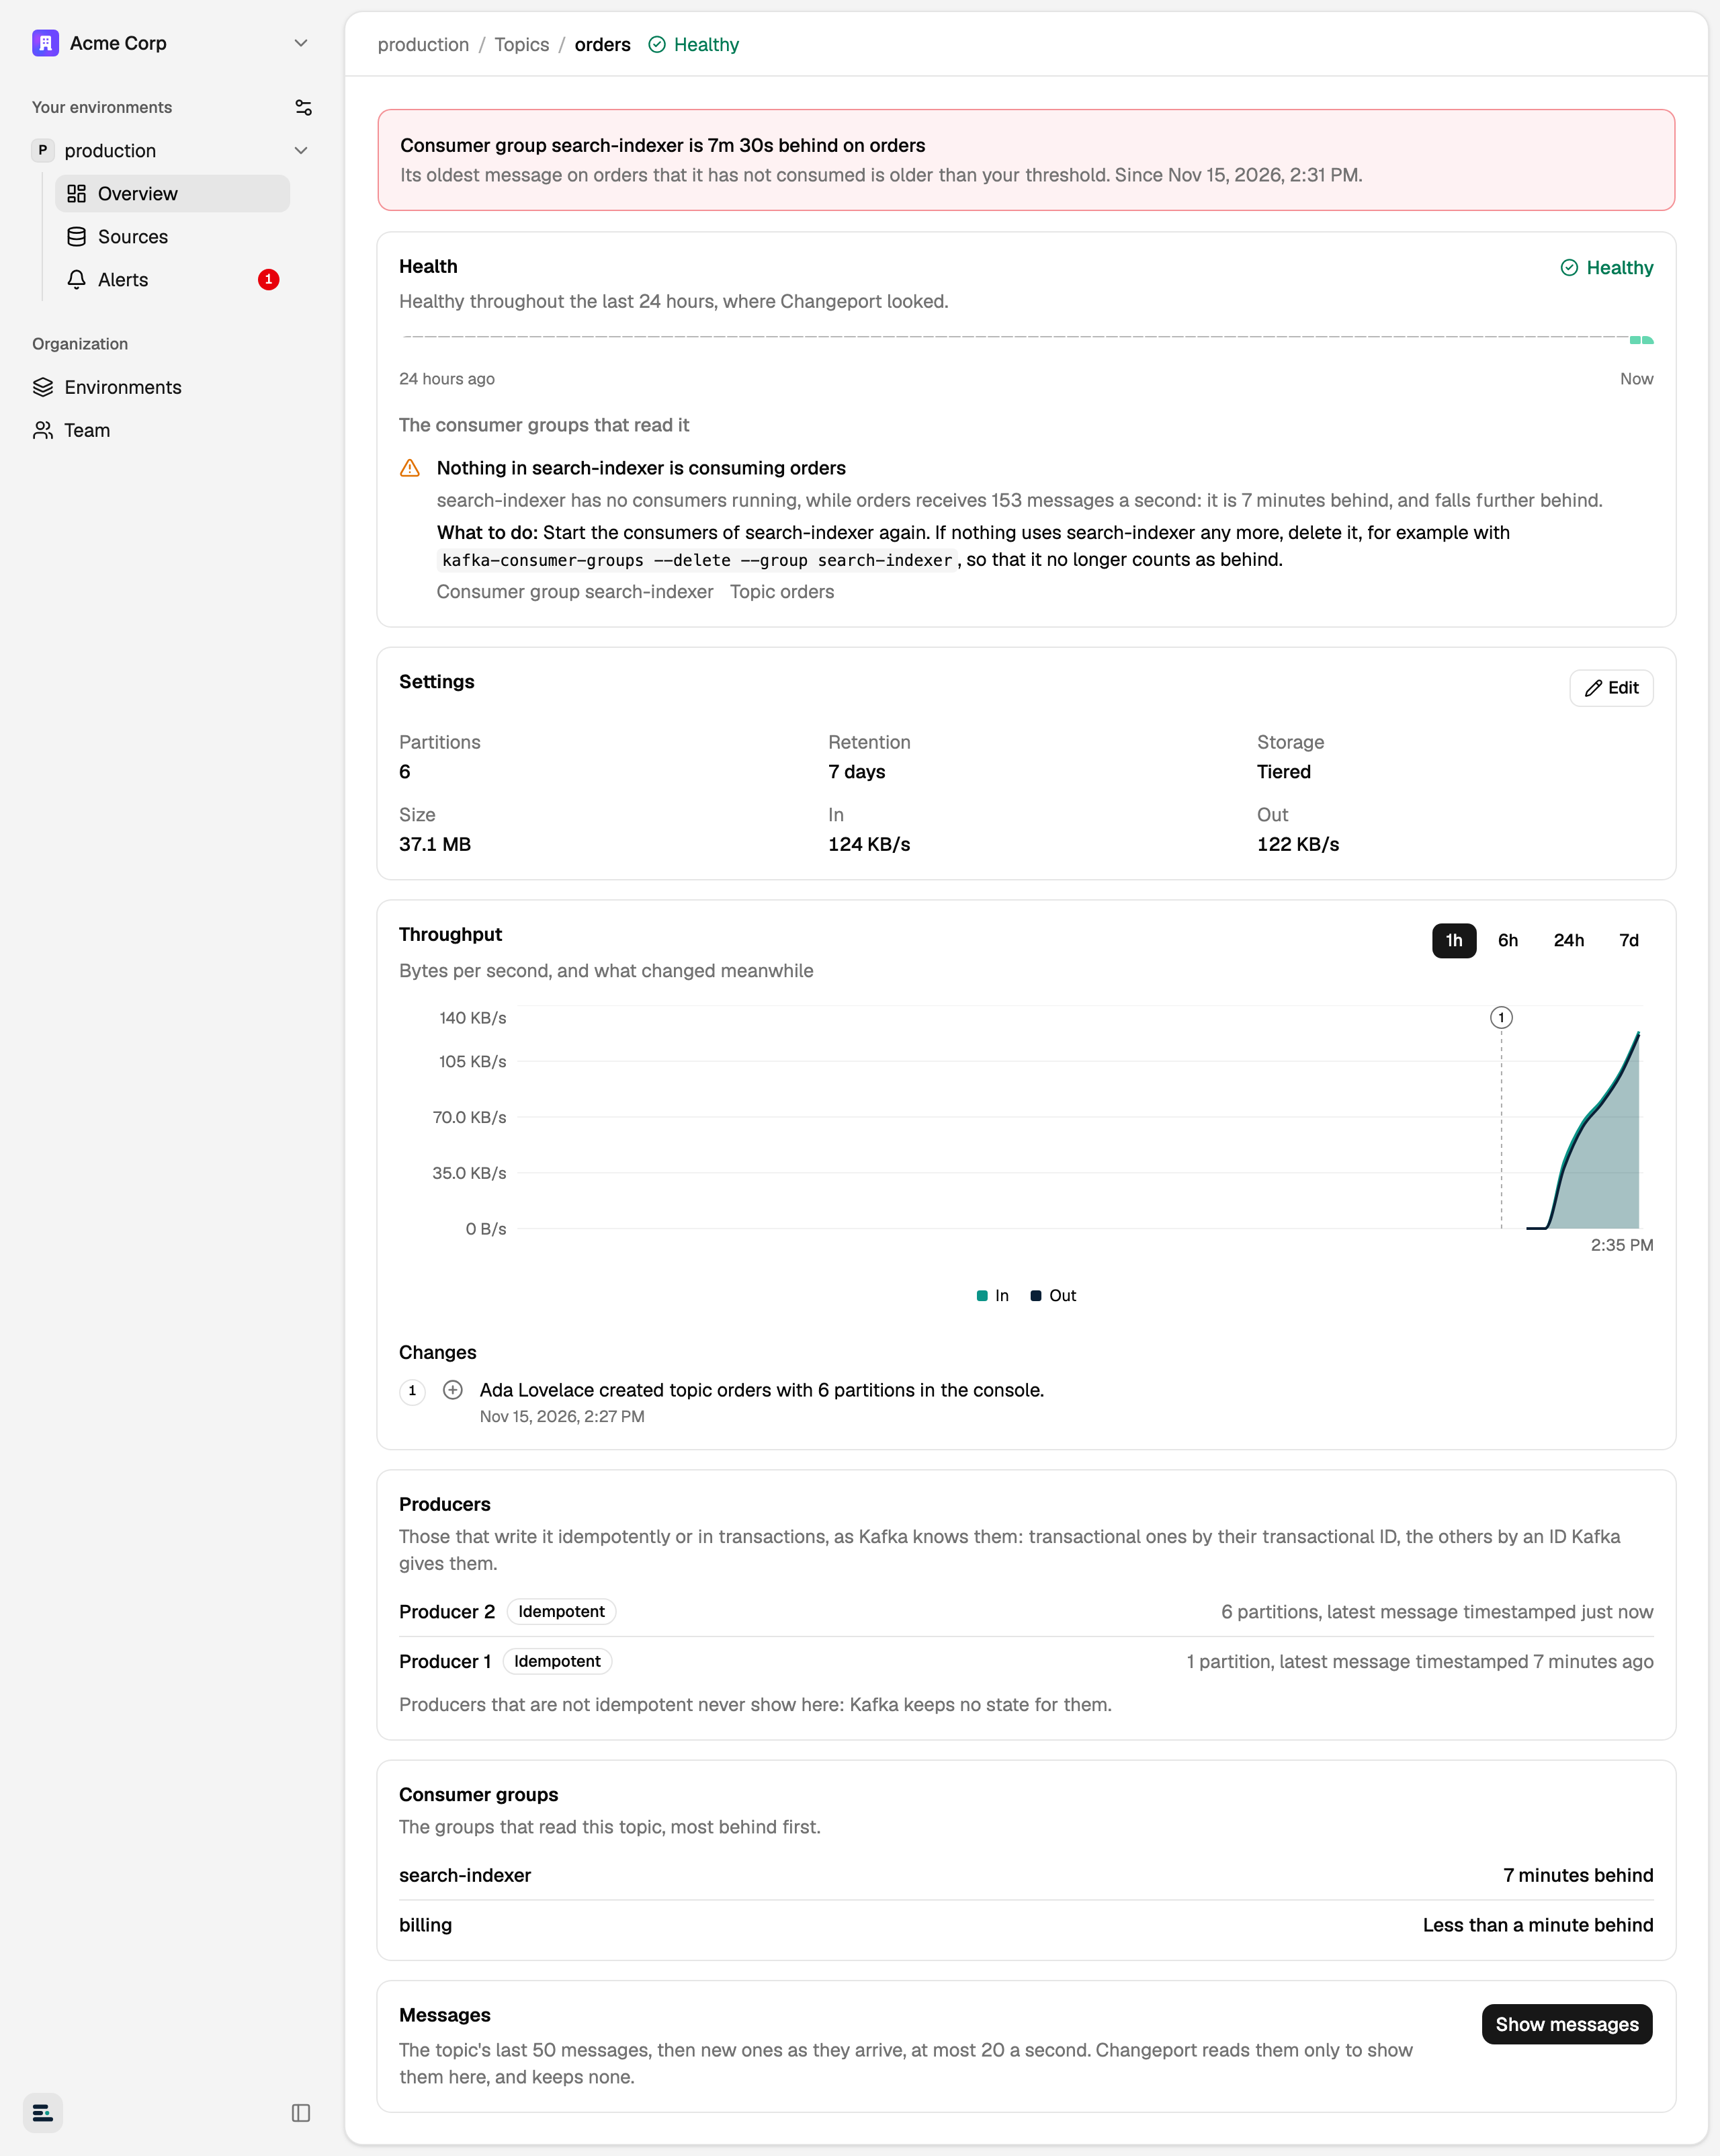 Acme Corp
Your environments
P production
Overview
Sources
Alerts 1
Organization
Environments
Team
production / Topics / orders Healthy
Consumer group search-indexer is 7m 30s behind on orders
Its oldest message on orders that it has not consumed is older than your threshold. Since Nov 15, 2026, 2:31 PM.
Health Healthy
Healthy throughout the last 24 hours, where Changeport looked.
24 hours ago Now
The consumer groups that read it
Nothing in search-indexer is consuming orders
search-indexer has no consumers running, while orders receives 153 messages a second: it is 7 minutes behind, and falls further behind.
What to do: Start the consumers of search-indexer again. If nothing uses search-indexer any more, delete it, for example with
kafka-consumer-groups --delete --group search-indexer, so that it no longer counts as behind.
Consumer group search-indexer Topic orders
Settings Edit
Partitions Retention Storage
6 7 days Tiered
Size In Out
37.1 MB 124 KB/s 122 KB/s
Throughput 1h 6h 24h 7d
Bytes per second, and what changed meanwhile
140 KB/s 1
105 KB/s
70.0 KB/s
35.0 KB/s
0 B/s
2:35 PM
In Out
Changes
1 Ada Lovelace created topic orders with 6 partitions in the console.
Nov 15, 2026, 2:27 PM
Producers
Those that write it idempotently or in transactions, as Kafka knows them: transactional ones by their transactional ID, the others by an ID Kafka
gives them.
Producer 2 Idempotent 6 partitions, latest message timestamped just now
Producer 1 Idempotent 1 partition, latest message timestamped 7 minutes ago
Producers that are not idempotent never show here: Kafka keeps no state for them.
Consumer groups
The groups that read this topic, most behind first.
search-indexer 7 minutes behind
billing Less than a minute behind
Messages Show messages
The topic's last 50 messages, then new ones as they arrive, at most 20 a second. Changeport reads them only to show
them here, and keeps none.